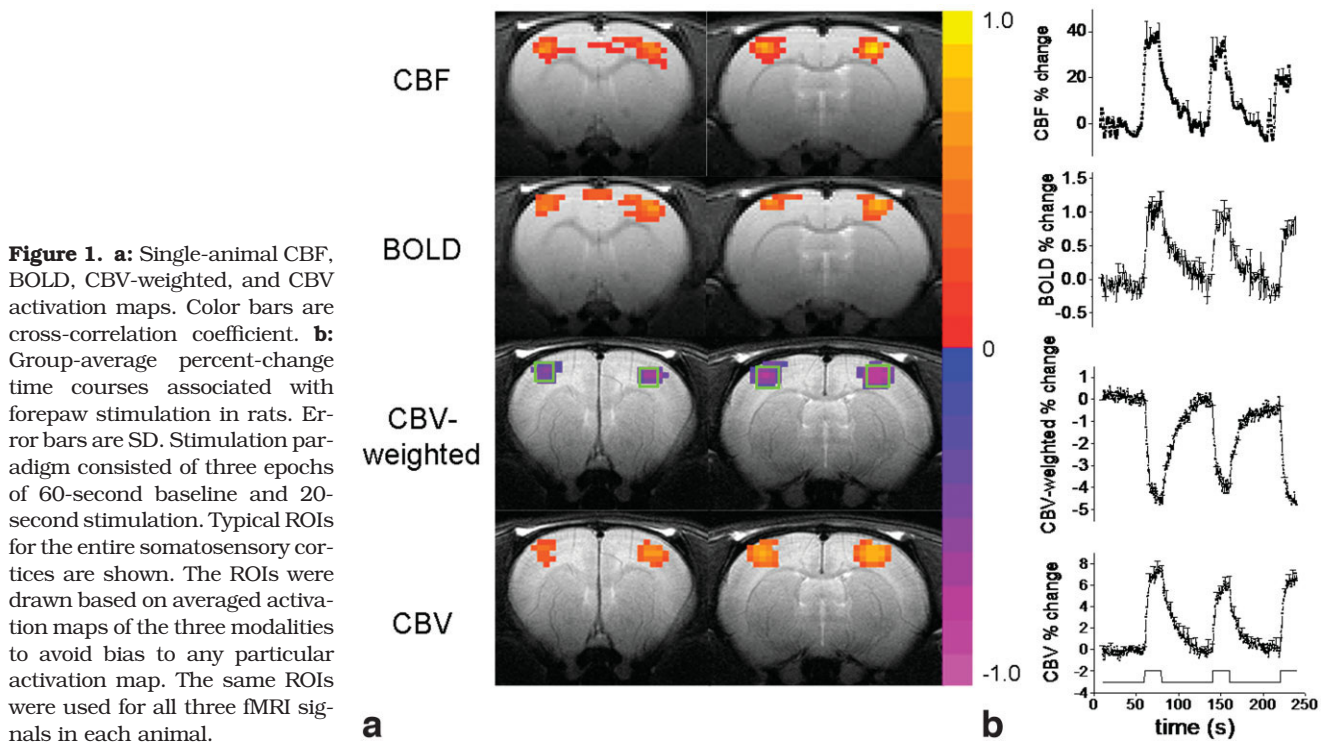 Figure 1. a: Single-animal CBF,
BOLD, CBV-weighted, and CBV
activation maps. Color bars are
cross-correlation coefficient. b:
Group-average percent-change
time courses associated with
forepaw stimulation in rats. Er-
ror bars are SD. Stimulation par-
adigm consisted of three epochs
of 60-second baseline and 20-
second stimulation. Typical ROIs
for the entire somatosensory cor-
tices are shown. The ROIs were
drawn based on averaged activa-
tion maps of the three modalities
to avoid bias to any particular
activation map. The same ROIs
were used for all three fMRI sig-
nals in each animal.
CBF
BOLD
CBV-
weighted
CBV
1.0
0
-1.0
a
CBF % change
40
20
0
BOLD % change
1.5
1.0
0.5
0.0
-0.5
CBV-weighted % change
1
0
-1
-2
-3
-4
-5
CBV % change
8
6
4
2
0
-2
-4
0 50 100 150 200 250
time (s)
b